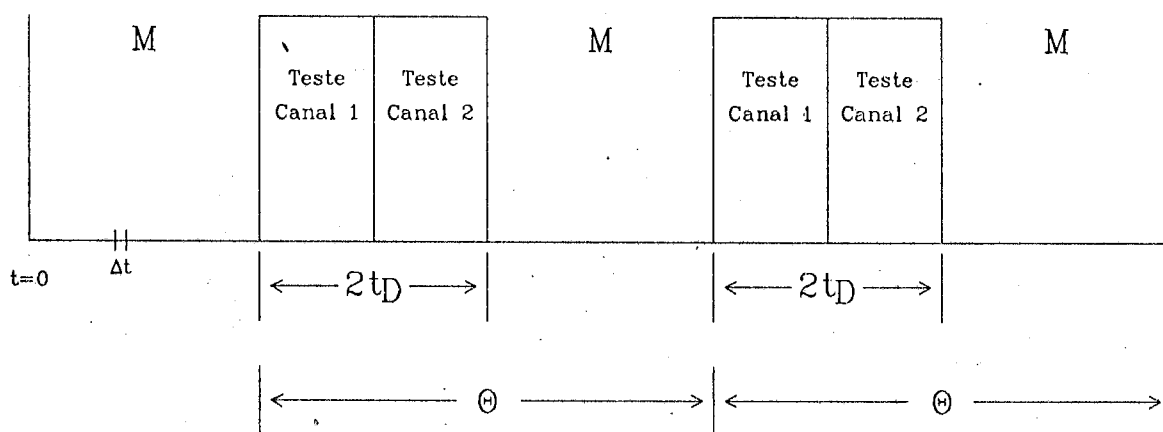 M
Teste
Canal 1
Teste
Canal 2
M
Teste
Canal 1
Teste
Canal 2
M
t=0
Δt
2tD
2tD
Θ
Θ